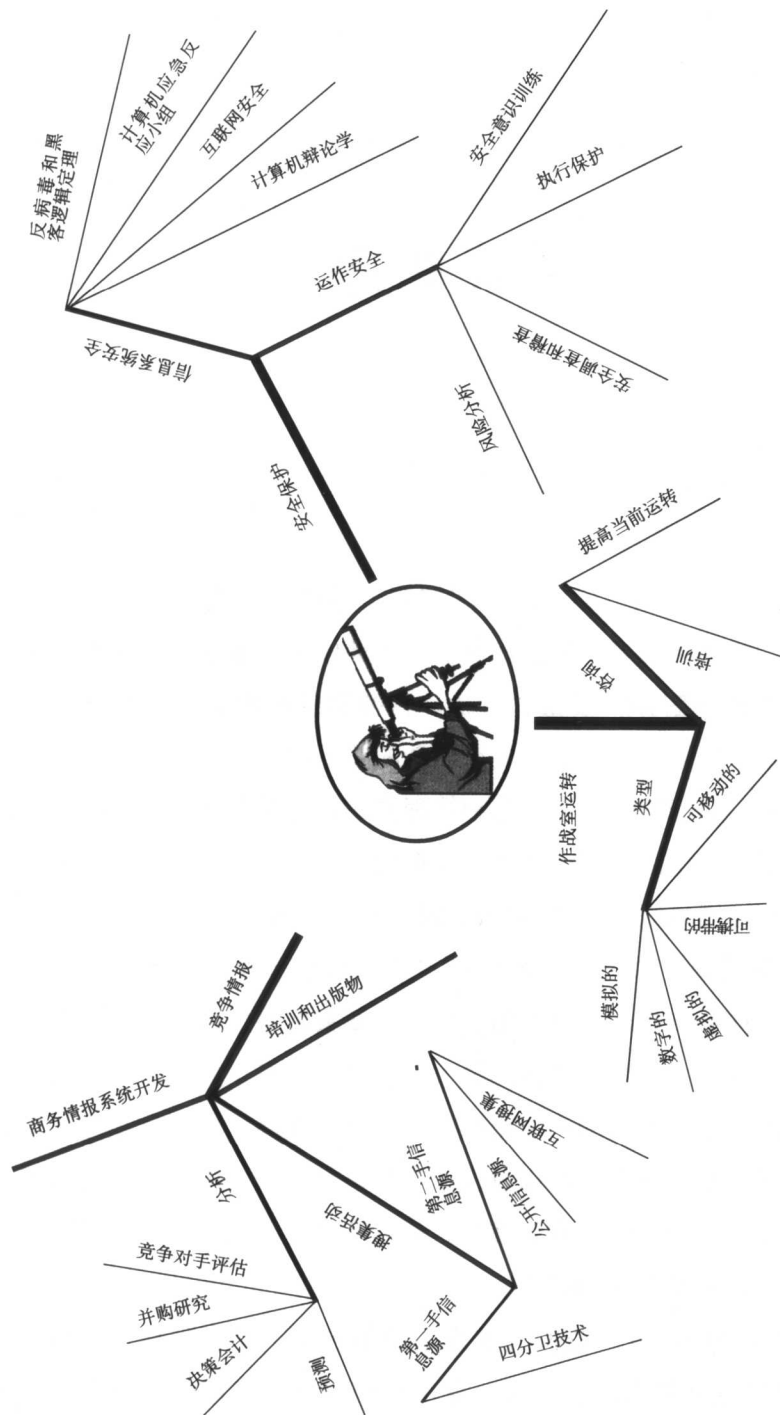 反病毒和黑
客逻辑定理
计算机应急反
应小组
互联网安全
计算机辩论学
信息系统安全
运作安全
安全意识训练
执行保护
安全调查和稽查
风险分析
安全保护
提高当前运转
培训
咨询
作战室运转
类型
可移动的
可携带的
虚拟的
数字的
模拟的
竞争情报
培训和出版物
商务情报系统开发
分析
竞争对手评估
并购研究
决策会计
预测
搜集活动
第二手信
息源
互联网搜集
公开信息源
第一手信
息源
四分卫技术